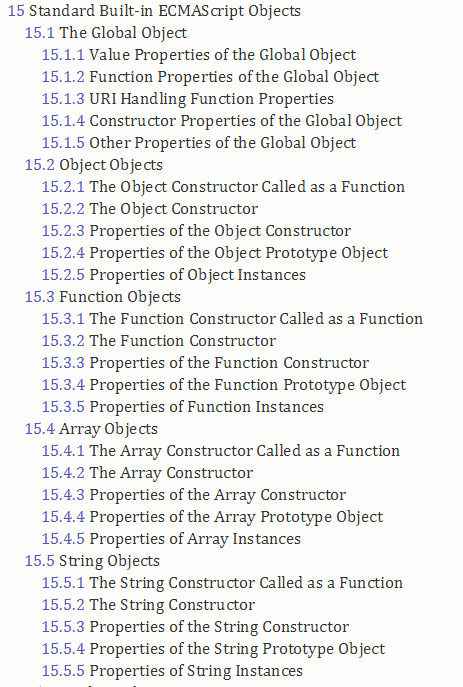 15 Standard Built-in ECMAScript Objects
15.1 The Global Object
15.1.1 Value Properties of the Global Object
15.1.2 Function Properties of the Global Object
15.1.3 URI Handling Function Properties
15.1.4 Constructor Properties of the Global Object
15.1.5 Other Properties of the Global Object
15.2 Object Objects
15.2.1 The Object Constructor Called as a Function
15.2.2 The Object Constructor
15.2.3 Properties of the Object Constructor
15.2.4 Properties of the Object Prototype Object
15.2.5 Properties of Object Instances
15.3 Function Objects
15.3.1 The Function Constructor Called as a Function
15.3.2 The Function Constructor
15.3.3 Properties of the Function Constructor
15.3.4 Properties of the Function Prototype Object
15.3.5 Properties of Function Instances
15.4 Array Objects
15.4.1 The Array Constructor Called as a Function
15.4.2 The Array Constructor
15.4.3 Properties of the Array Constructor
15.4.4 Properties of the Array Prototype Object
15.4.5 Properties of Array Instances
15.5 String Objects
15.5.1 The String Constructor Called as a Function
15.5.2 The String Constructor
15.5.3 Properties of the String Constructor
15.5.4 Properties of the String Prototype Object
15.5.5 Properties of String Instances